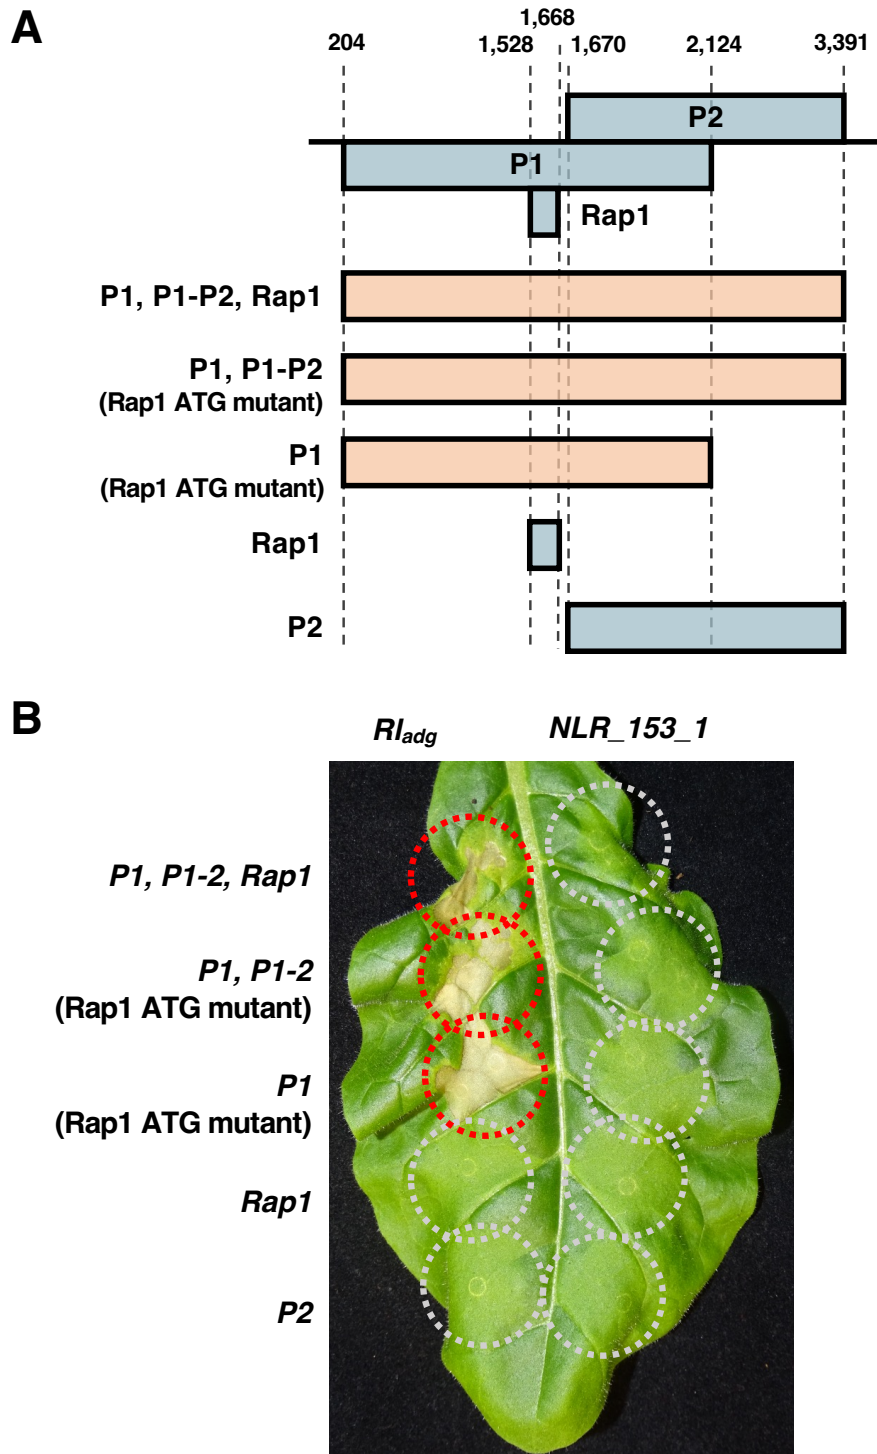 A
1,668
204
1,528
1,670
2,124
3,391
P2
P1
Rap1
P1, P1-P2, Rap1
P1, P1-P2
(Rap1 ATG mutant)
P1
(Rap1 ATG mutant)
Rap1
P2
B
Rl_adg
NLR_153_1
P1, P1-2, Rap1
P1, P1-2
(Rap1 ATG mutant)
P1
(Rap1 ATG mutant)
Rap1
P2